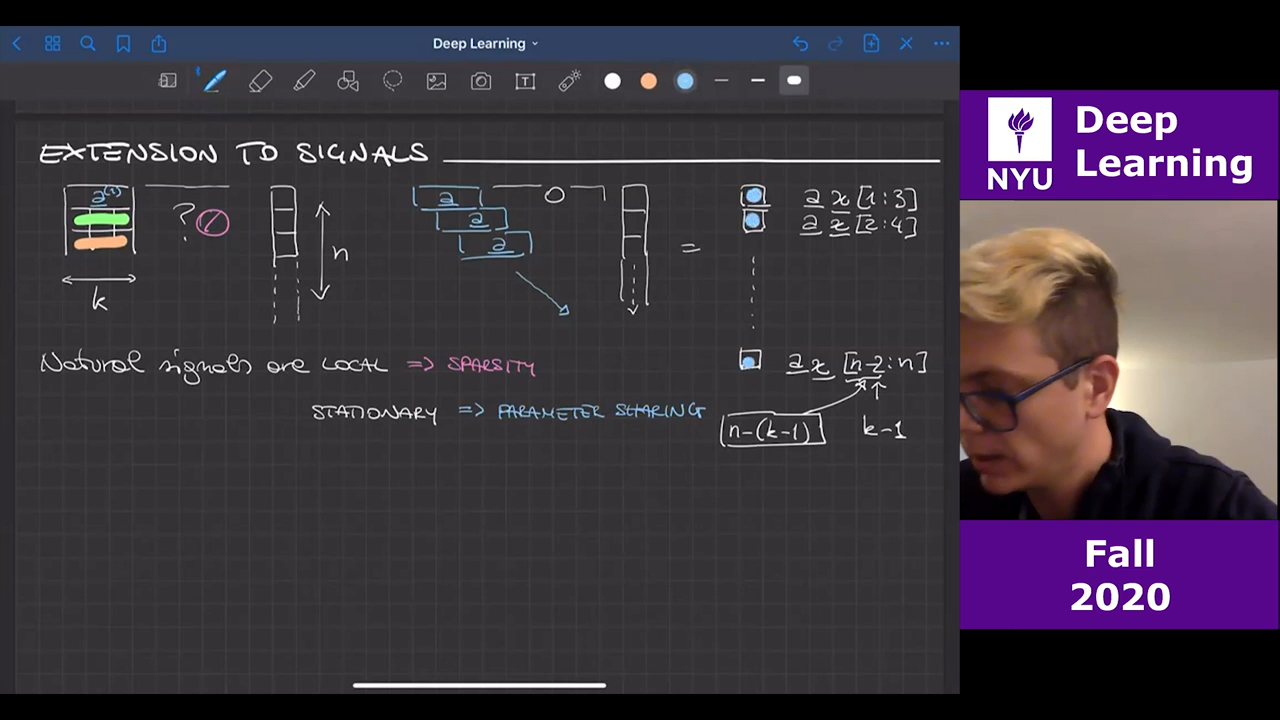 Deep Learning
EXTENSION TO SIGNALS
a⁽¹⁾
?
k
n
a
a
a
O
=
a x [1:3]
a x [2:4]
a x [n-2:n]
n-(k-1)
k-1
Natural signals are LOCAL => SPARSITY
STATIONARY => PARAMETER SHARING
T
NYU
Deep
Learning
Fall
2020